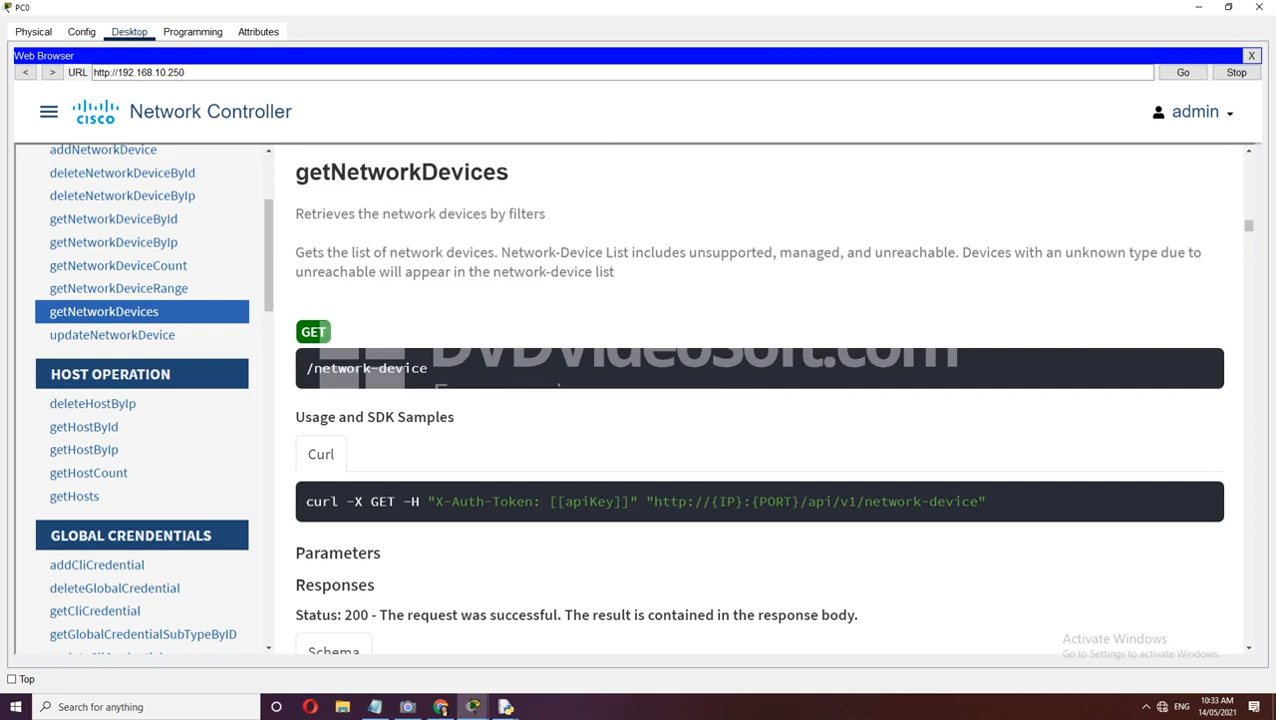 PC0
Physical
Config
Desktop
Programming
Attributes
Web Browser
X
<
>
URL
http://192.168.10.250
Go
Stop
CISCO
Network Controller
admin
addNetworkDevice
deleteNetworkDeviceById
deleteNetworkDeviceByIp
getNetworkDeviceById
getNetworkDeviceByIp
getNetworkDeviceCount
getNetworkDeviceRange
getNetworkDevices
updateNetworkDevice
HOST OPERATION
deleteHostByIp
getHostById
getHostByIp
getHostCount
getHosts
GLOBAL CRENDENTIALS
addCliCredential
deleteGlobalCredential
getCliCredential
getGlobalCredentialSubTypeByID
getNetworkDevices
Retrieves the network devices by filters
Gets the list of network devices. Network-Device List includes unsupported, managed, and unreachable. Devices with an unknown type due to
unreachable will appear in the network-device list
GET
DVDVideoSoft.com
/network-device
Usage and SDK Samples
Curl
curl -X GET -H "X-Auth-Token: [[apiKey]]" "http://{IP}:{PORT}/api/v1/network-device"
Parameters
Responses
Status: 200 - The request was successful. The result is contained in the response body.
Schema
Activate Windows
Go to Settings to activate Windows.
Top
Search for anything
ENG
10:33 AM
14/05/2021